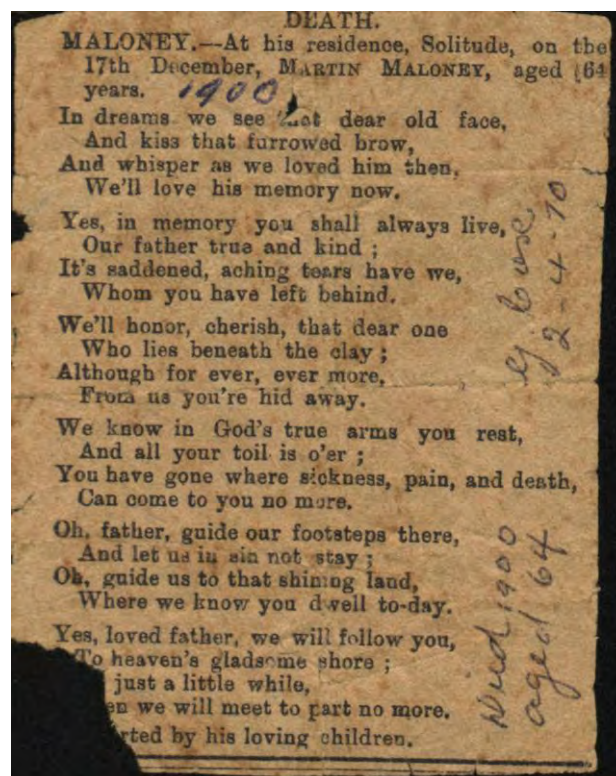 DEATH.
MALONEY.—At his residence, Solitude, on the
17th December, MARTIN MALONEY, aged 64
years. 1900
In dreams we see that dear old face,
And kiss that furrowed brow,
And whisper as we loved him then,
We'll love his memory now.
Yes, in memory you shall always live,
Our father true and kind ;
It's saddened, aching tears have we,
Whom you have left behind.
We'll honor, cherish, that dear one
Who lies beneath the clay ;
Although for ever, ever more,
From us you're hid away.
We know in God's true arms you rest,
And all your toil is o'er ;
You have gone where sickness, pain, and death,
Can come to you no more.
Oh, father, guide our footsteps there,
And let us in sin not stay ;
Oh, guide us to that shining land,
Where we know you dwell to-day.
Yes, loved father, we will follow you,
To heaven's gladsome shore ;
just a little while,
en we will meet to part no more.
rted by his loving children.
2-4-70
Died 1900
aged 64